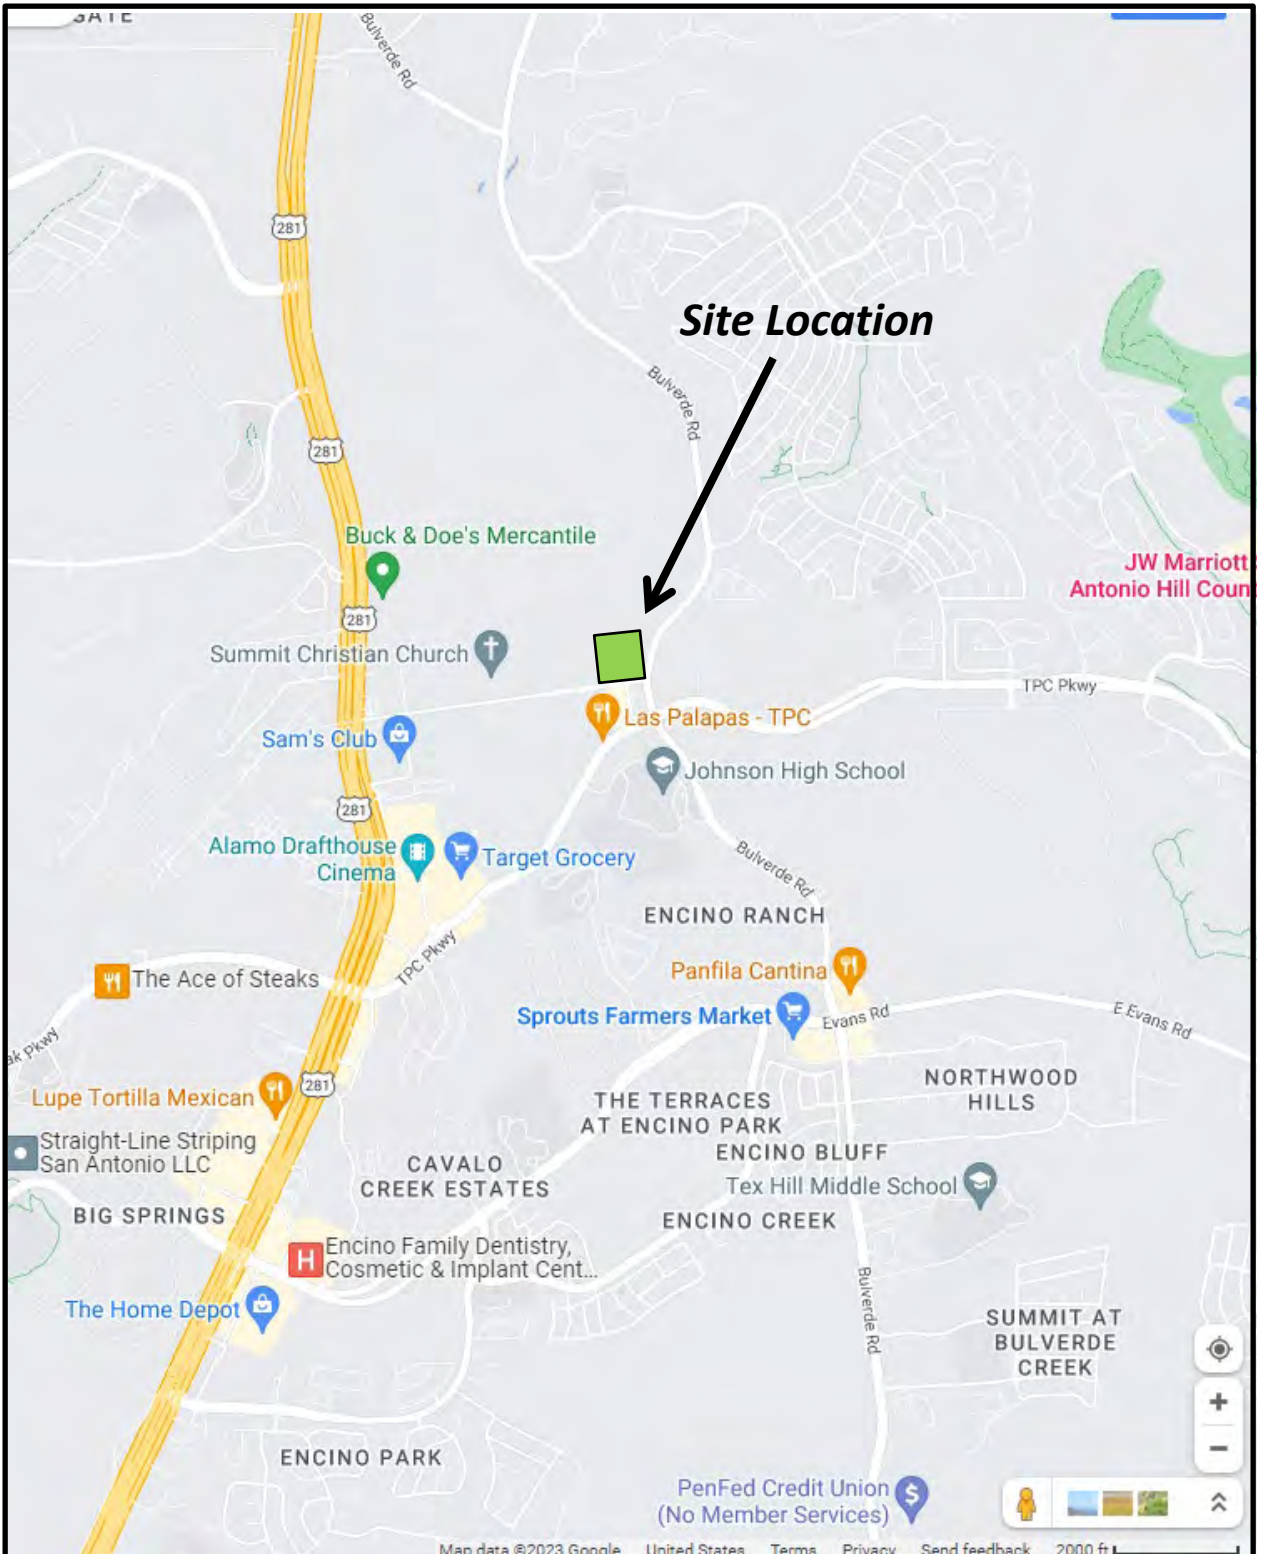 GATE
Bulverde Rd
281
Site Location
Bulverde Rd
281
Buck & Doe's Mercantile
JW Marriott
Antonio Hill Coun
281
Summit Christian Church
TPC Pkwy
Las Palapas - TPC
Sam's Club
Johnson High School
281
Alamo Drafthouse
Cinema
Target Grocery
Bulverde Rd
ENCINO RANCH
TPC Pkwy
Panfila Cantina
The Ace of Steaks
Sprouts Farmers Market
Evans Rd
E Evans Rd
ak Pkwy
281
Lupe Tortilla Mexican
NORTHWOOD
HILLS
THE TERRACES
AT ENCINO PARK
Straight-Line Striping
San Antonio LLC
ENCINO BLUFF
CAVALO
CREEK ESTATES
Tex Hill Middle School
BIG SPRINGS
ENCINO CREEK
H
Encino Family Dentistry,
Cosmetic & Implant Cent...
Bulverde Rd
The Home Depot
SUMMIT AT
BULVERDE
CREEK
+
−
ENCINO PARK
PenFed Credit Union
(No Member Services)
$
Map data ©2023 Google United States Terms Privacy Send feedback 2000 ft